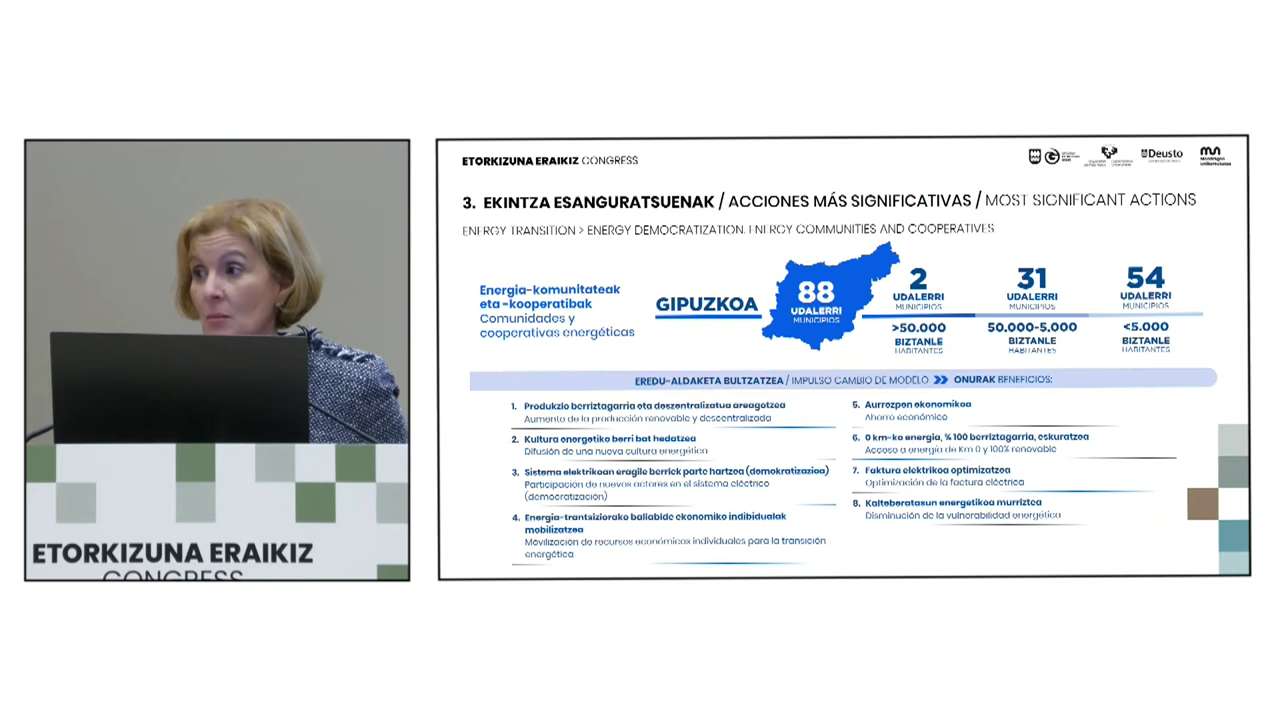 ETORKIZUNA ERAIKIZ
CONGRESS
ETORKIZUNA ERAIKIZ CONGRESS
Deusto
3. EKINTZA ESANGURATSUENAK / ACCIONES MÁS SIGNIFICATIVAS / MOST SIGNIFICANT ACTIONS
ENERGY TRANSITION > ENERGY DEMOCRATIZATION. ENERGY COMMUNITIES AND COOPERATIVES
Energia-komunitateak
eta -kooperatibak
Comunidades y
cooperativas energéticas
GIPUZKOA
88
UDALERRI
MUNICIPIOS
2
UDALERRI
MUNICIPIOS
>50.000
BIZTANLE
HABITANTES
31
UDALERRI
MUNICIPIOS
50.000-5.000
BIZTANLE
HABITANTES
54
UDALERRI
MUNICIPIOS
<5.000
BIZTANLE
HABITANTES
EREDU-ALDAKETA BULTZATZEA / IMPULSO CAMBIO DE MODELO ONURAK BENEFICIOS:
1. Produkzio berriztagarria eta deszentralizatua areagotzea
Aumento de la producción renovable y descentralizada
2. Kultura energetiko berri bat hedatzea
Difusión de una nueva cultura energética
3. Sistema elektrikoan eragile berriek parte hartzea (demokratizazioa)
Participación de nuevos actores en el sistema eléctrico
(democratización)
4. Energia-trantsiziorako baliabide ekonomiko indibidualak
mobilizatzea
Movilización de recursos económicos individuales para la transición
energética
5. Aurrezpen ekonomikoa
Ahorro económico
6. 0 km-ko energia, % 100 berriztagarria, eskuratzea
Acceso a energía de Km 0 y 100% renovable
7. Faktura elektrikoa optimizatzea
Optimización de la factura eléctrica
8. Kalteberatasun energetikoa murriztea
Disminución de la vulnerabilidad energética